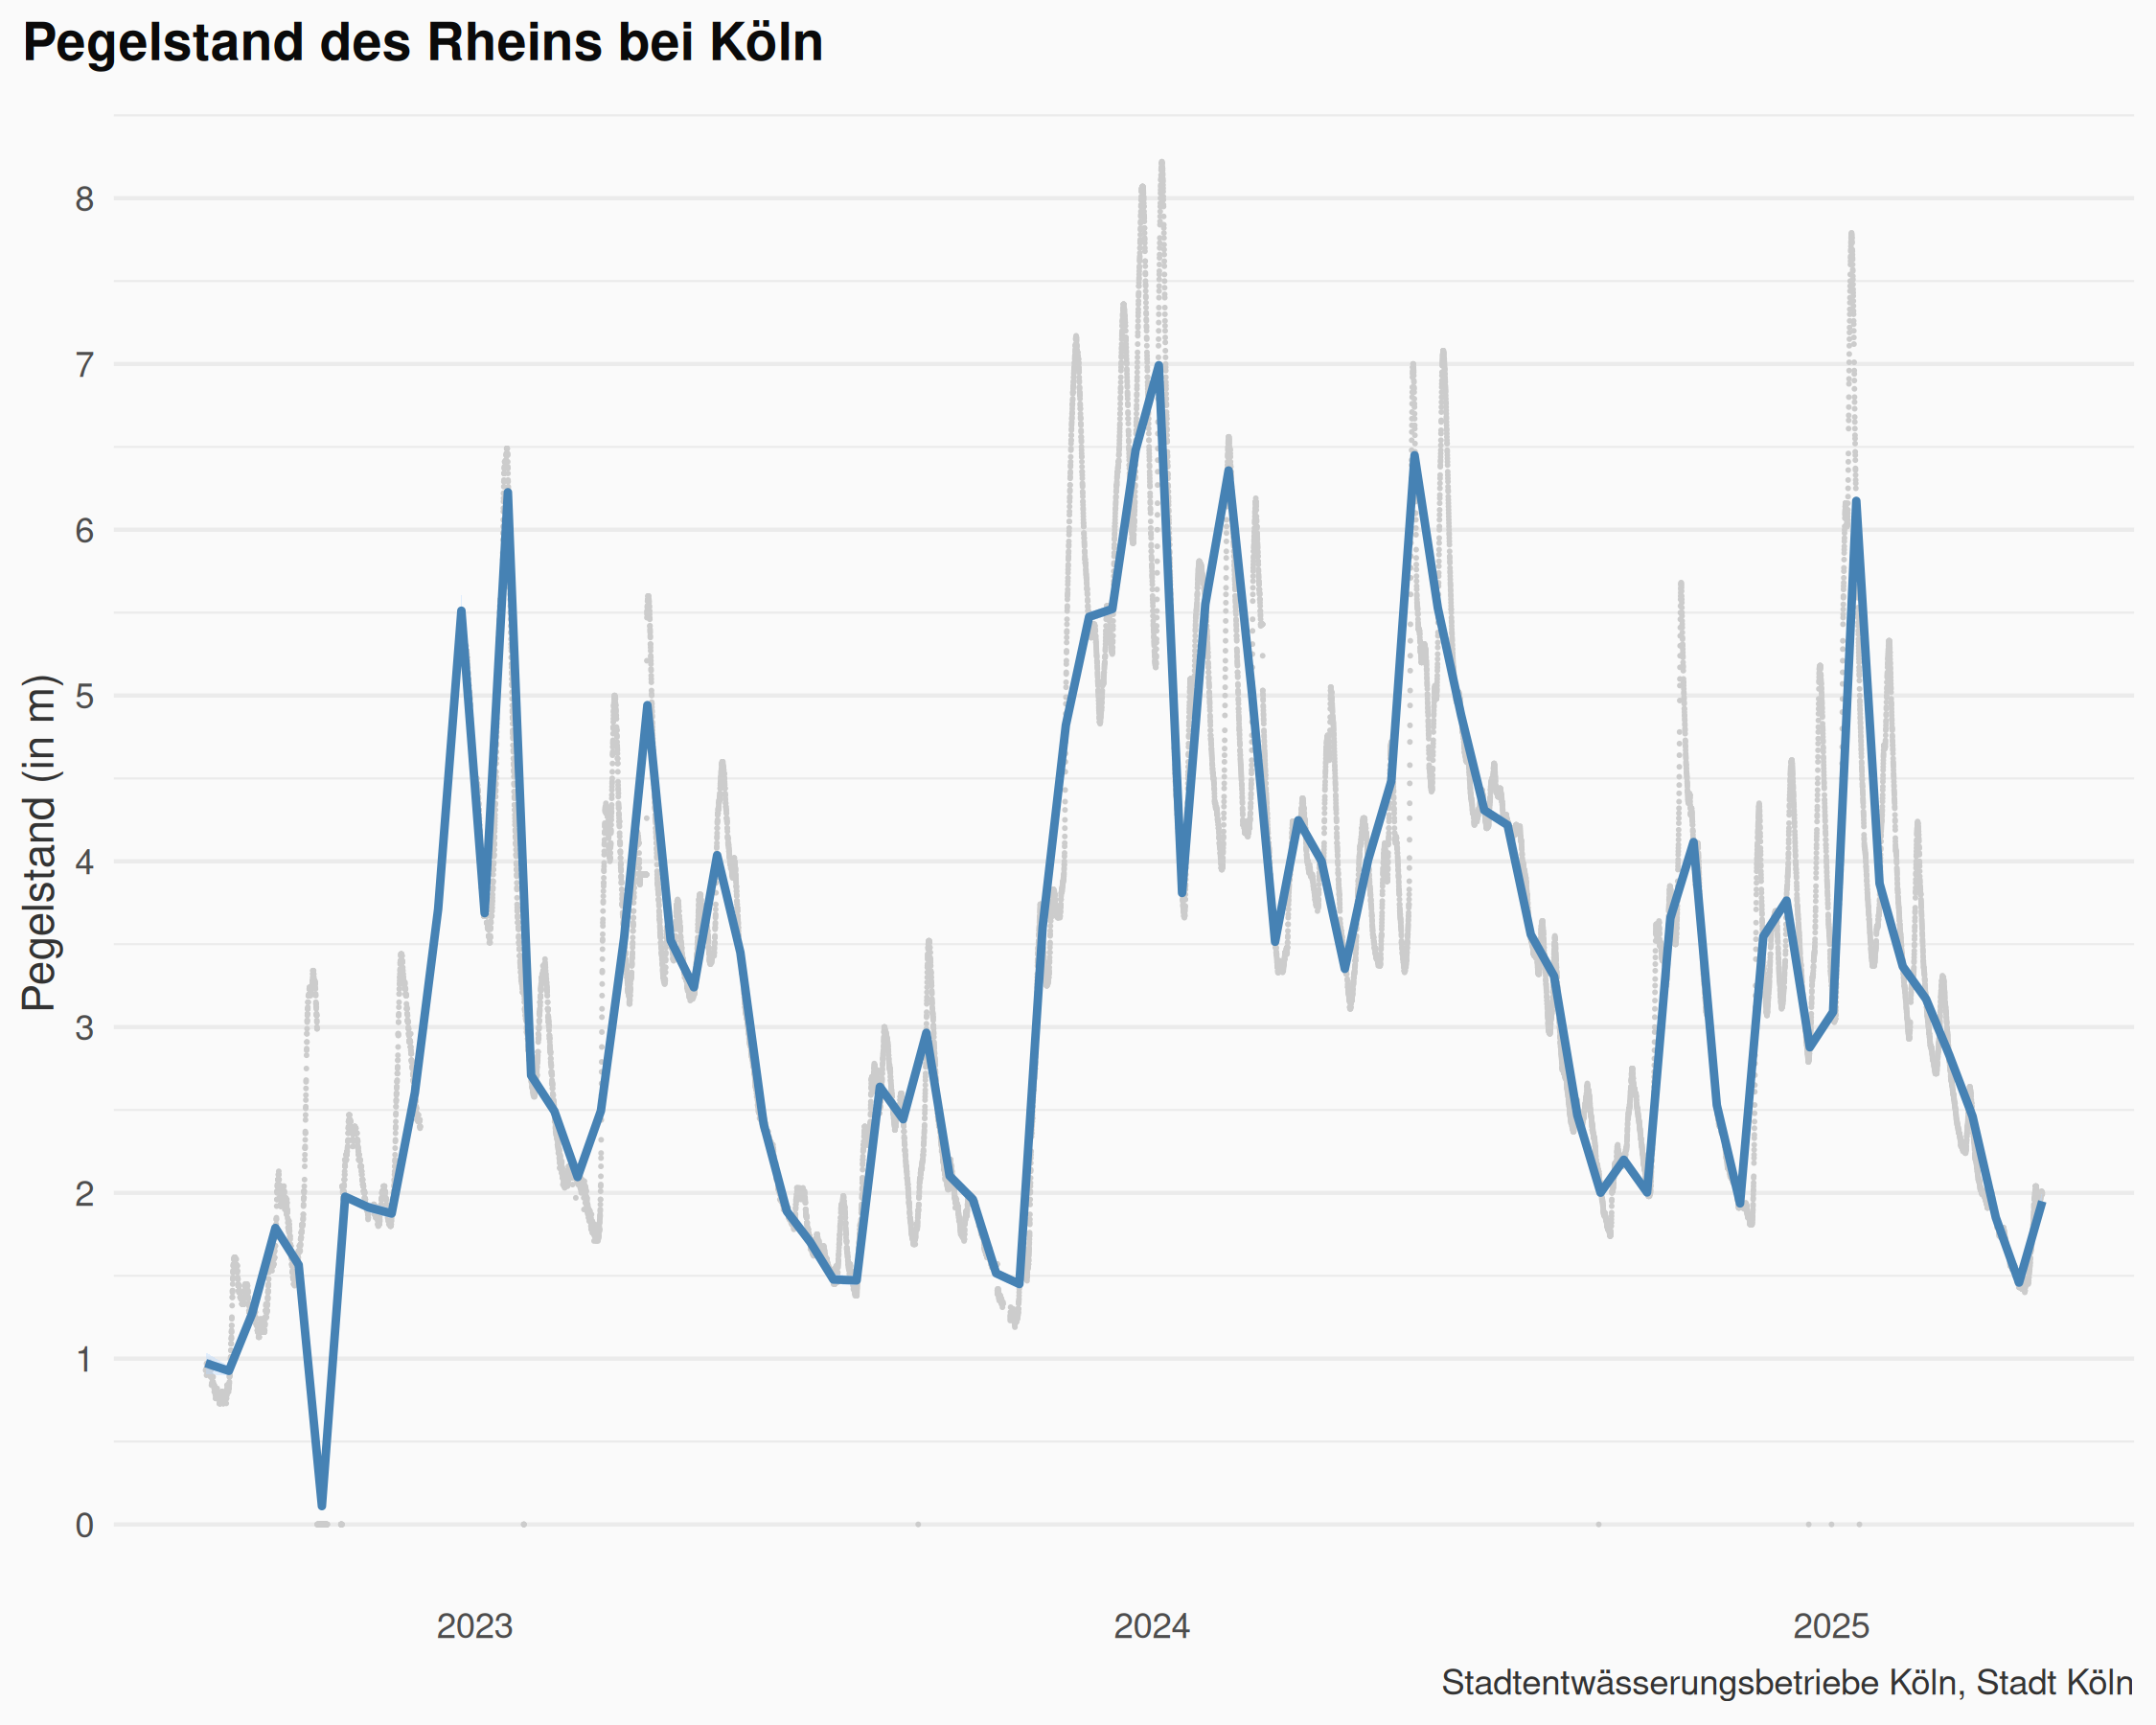 Pegelstand des Rheins bei Köln
Pegelstand (in m)
8
7
6
5
4
3
2
1
0
2023 2024 2025
Stadtentwässerungsbetriebe Köln, Stadt Köln